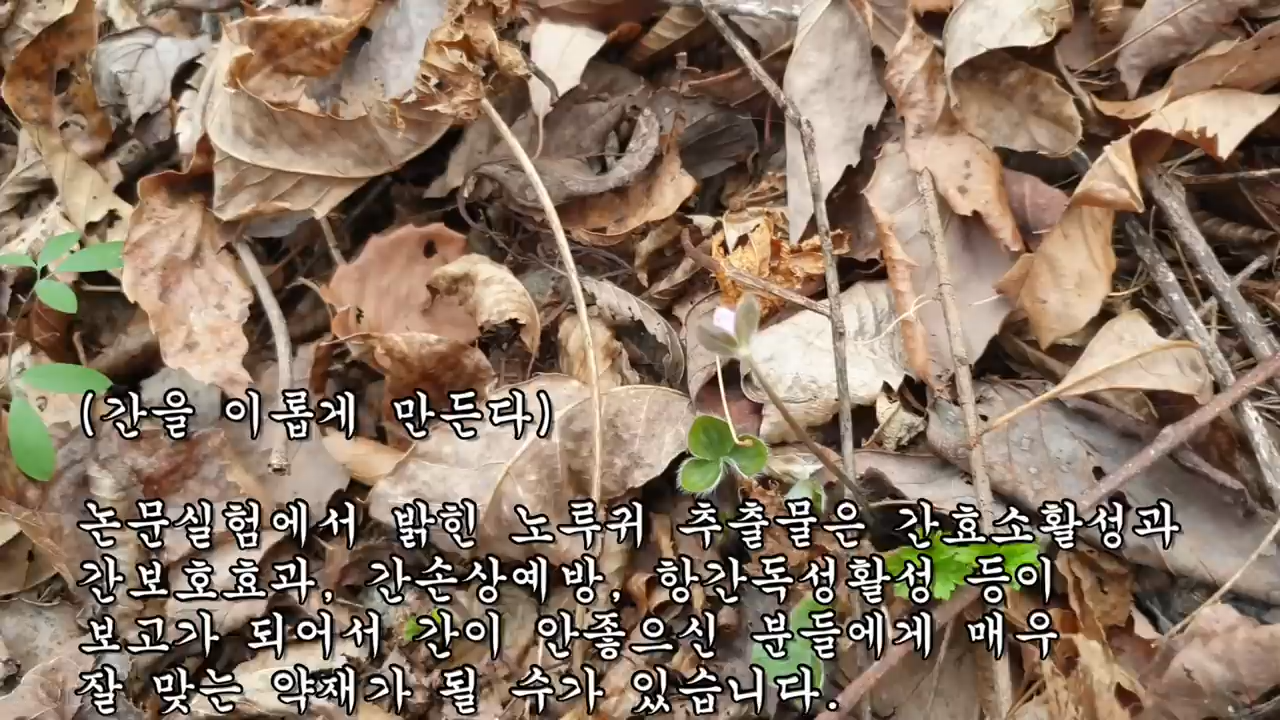 (간을 이롭게 만든다)
논문실험에서 밝힌 노루귀 추출물은 간효소활성과
간보호효과, 간손상예방, 항간독성활성 등이
보고가 되어서 간이 안좋으신 분들에게 매우
잘 맞는 약재가 될 수가 있습니다.